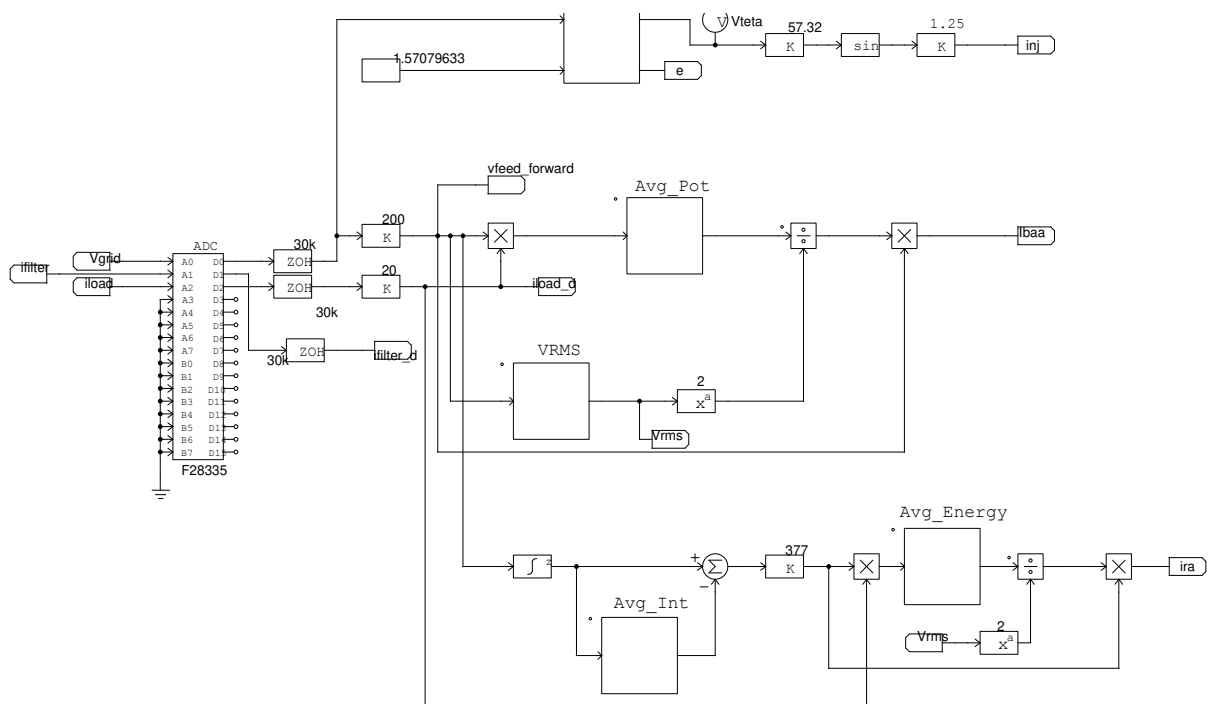 V Vteta
57.32
K
sin
1.25
K
inj
1.57079633
e
vfeed_forward
Avg_Pot
200
K
÷
Ibaa
ADC
30k
ZOH
Vgrid
A0 D0
ifilter
A1 D1
20
K
iload
A2 D2
ZOH
iload_d
A3 D3
30k
A4 D4
A5 D5
A6 D6
A7 D7
30k
ZOH
ifilter_d
VRMS
B0 D8
B1 D9
B2 D10
B3 D11
B4 D12
B5 D13
B6 D14
B7 D15
F28335
2
x^a
Vrms
Avg_Energy
377
K
∫ z
+
Σ
−
÷
ira
Avg_Int
Vrms
2
x^a